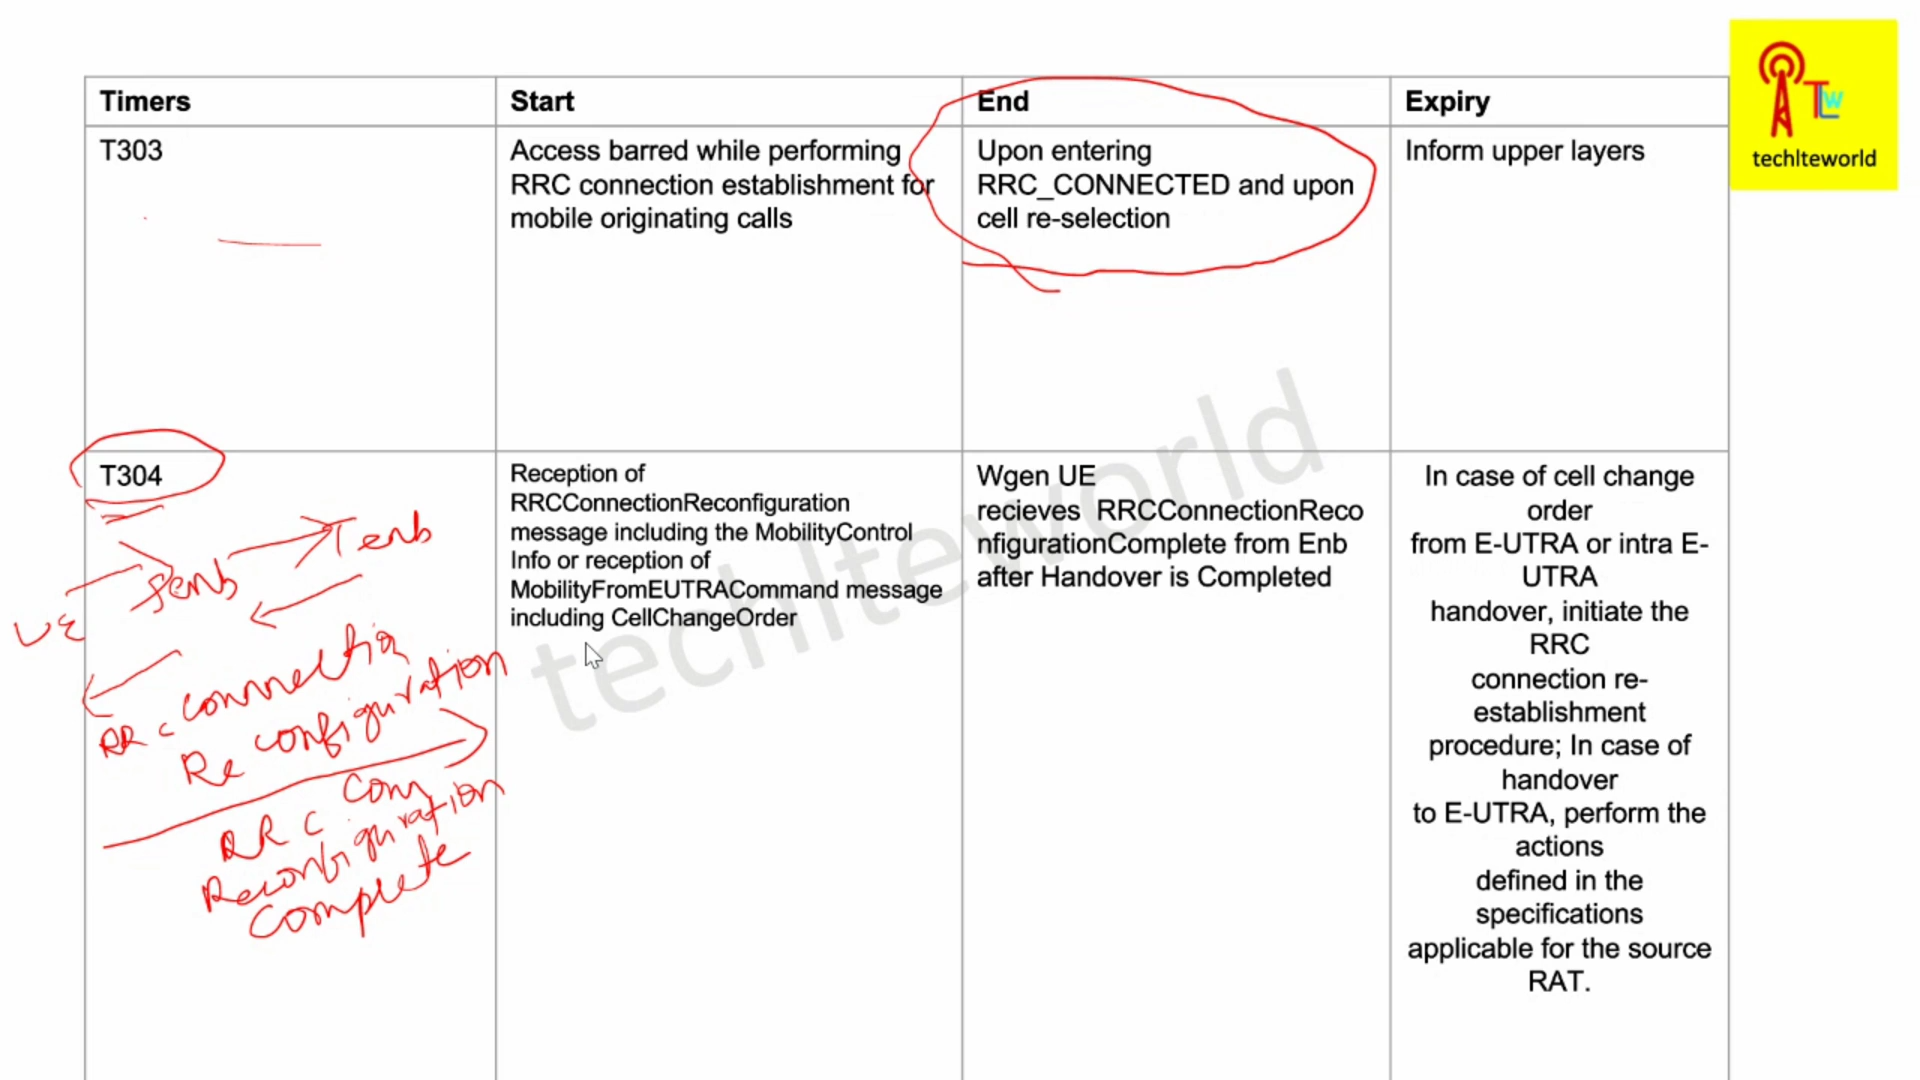 Timers
Start
End
Expiry
T303
Access barred while performing
RRC connection establishment for
mobile originating calls
Upon entering
RRC_CONNECTED and upon
cell re-selection
Inform upper layers
T304
Reception of
RRCConnectionReconfiguration
message including the MobilityControl
Info or reception of
MobilityFromEUTRACommand message
including CellChangeOrder
Wgen UE
recieves RRCConnectionReco
nfigurationComplete from Enb
after Handover is Completed
In case of cell change
order
from E-UTRA or intra E-
UTRA
handover, initiate the
RRC
connection re-
establishment
procedure; In case of
handover
to E-UTRA, perform the
actions
defined in the
specifications
applicable for the source
RAT.
Tenb
Senb
UE
RRC connection
Reconfiguration
RRC Conn
Reconfiguration
Complete
techlteworld
TLW
techlteworld